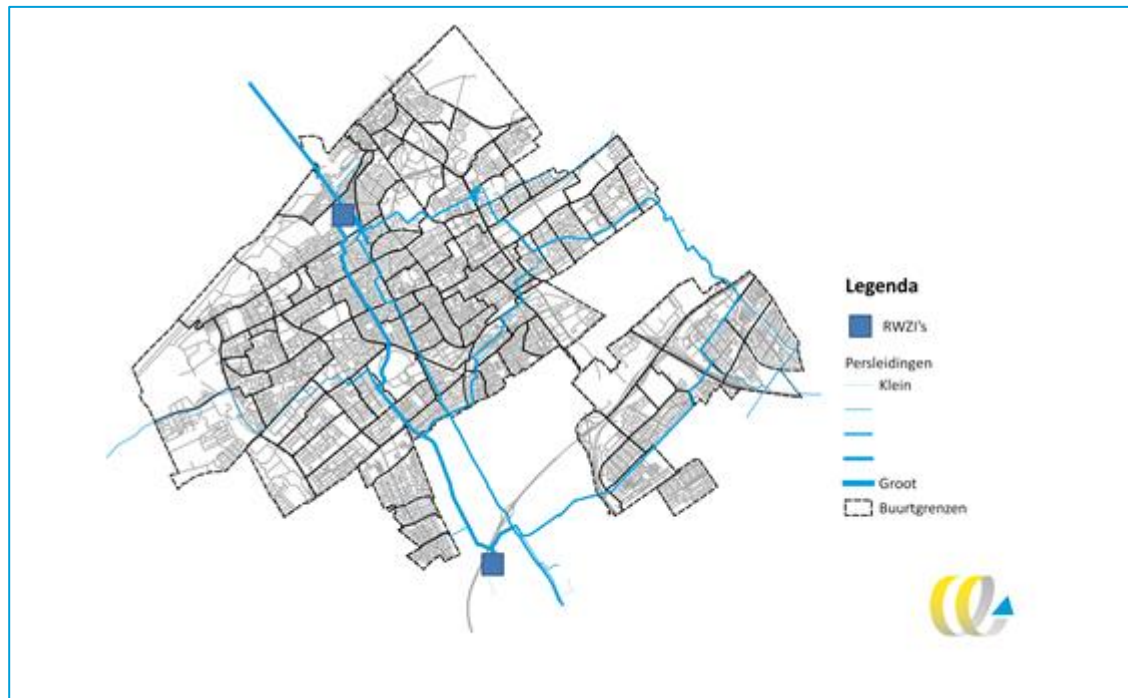 Legenda
RWZI's
Persleidingen
Klein
Groot
Buurtgrenzen